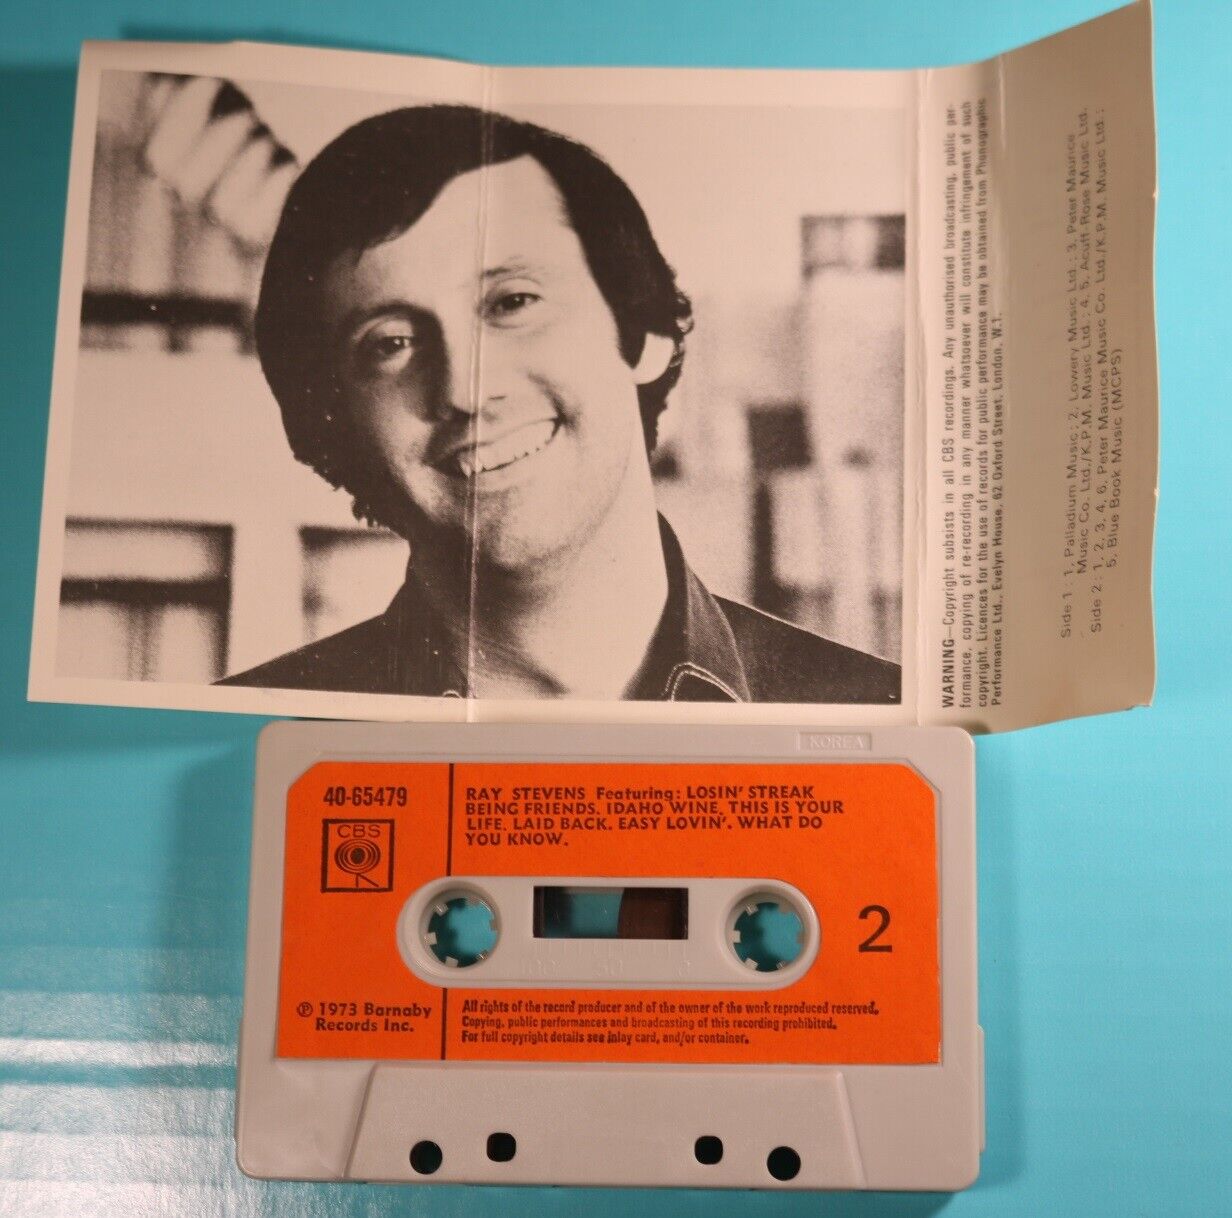 WARNING—Copyright subsists in all CBS recordings. Any unauthorised broadcasting, public per-
formance, copying of re-recording in any manner whatsoever will constitute infringement of such
copyright. Licences for the use of records for public performance may be obtained from Phonographic
Performance Ltd., Evelyn House, 62 Oxford Street, London, W.1.
Side 1 : 1, Palladium Music ; 2, Lowery Music Ltd. ; 3, Peter Maurice
Music Co. Ltd./K.P.M. Music Ltd. ; 4, 5, Acuff-Rose Music Ltd.
Side 2 : 1, 2, 3, 4, 6, Peter Maurice Music Co. Ltd./K.P.M. Music Ltd. ;
5, Blue Book Music (MCPS)
KOREA
40-65479
CBS
RAY STEVENS Featuring: LOSIN' STREAK
BEING FRIENDS. IDAHO WINE. THIS IS YOUR
LIFE. LAID BACK. EASY LOVIN'. WHAT DO
YOU KNOW.
2
100 50 0
℗ 1973 Barnaby
Records Inc.
All rights of the record producer and of the owner of the work reproduced reserved.
Copying, public performances and broadcasting of this recording prohibited.
For full copyright details see inlay card, and/or container.